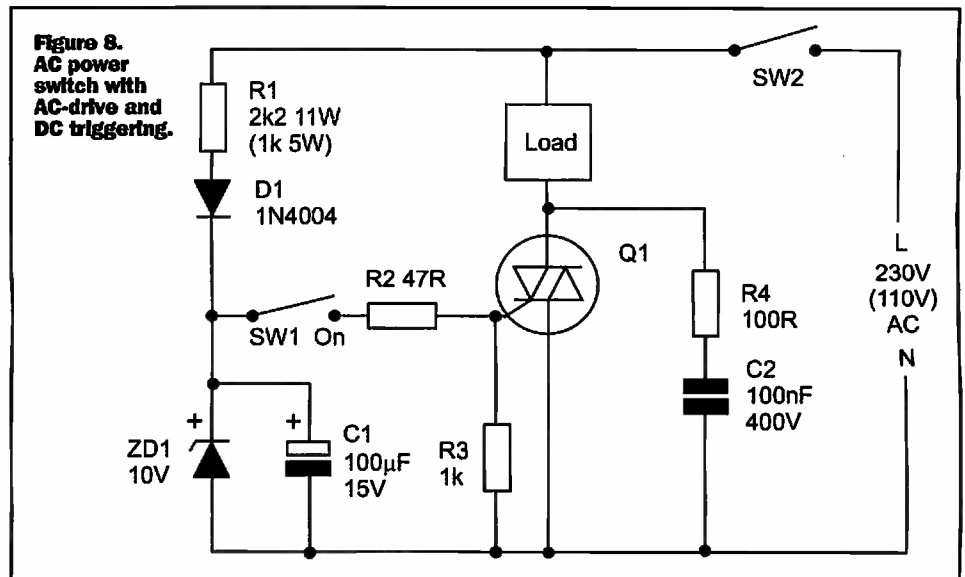 Figure 8.
AC power
switch with
AC-drive and
DC triggering.
R1
2k2 11W
(1k 5W)
D1
1N4004
SW2
Load
Q1
L
230V
(110V)
AC
N
R2 47R
SW1 On
R4
100R
C2
100nF
400V
+
ZD1
10V
+
C1
100µF
15V
R3
1k